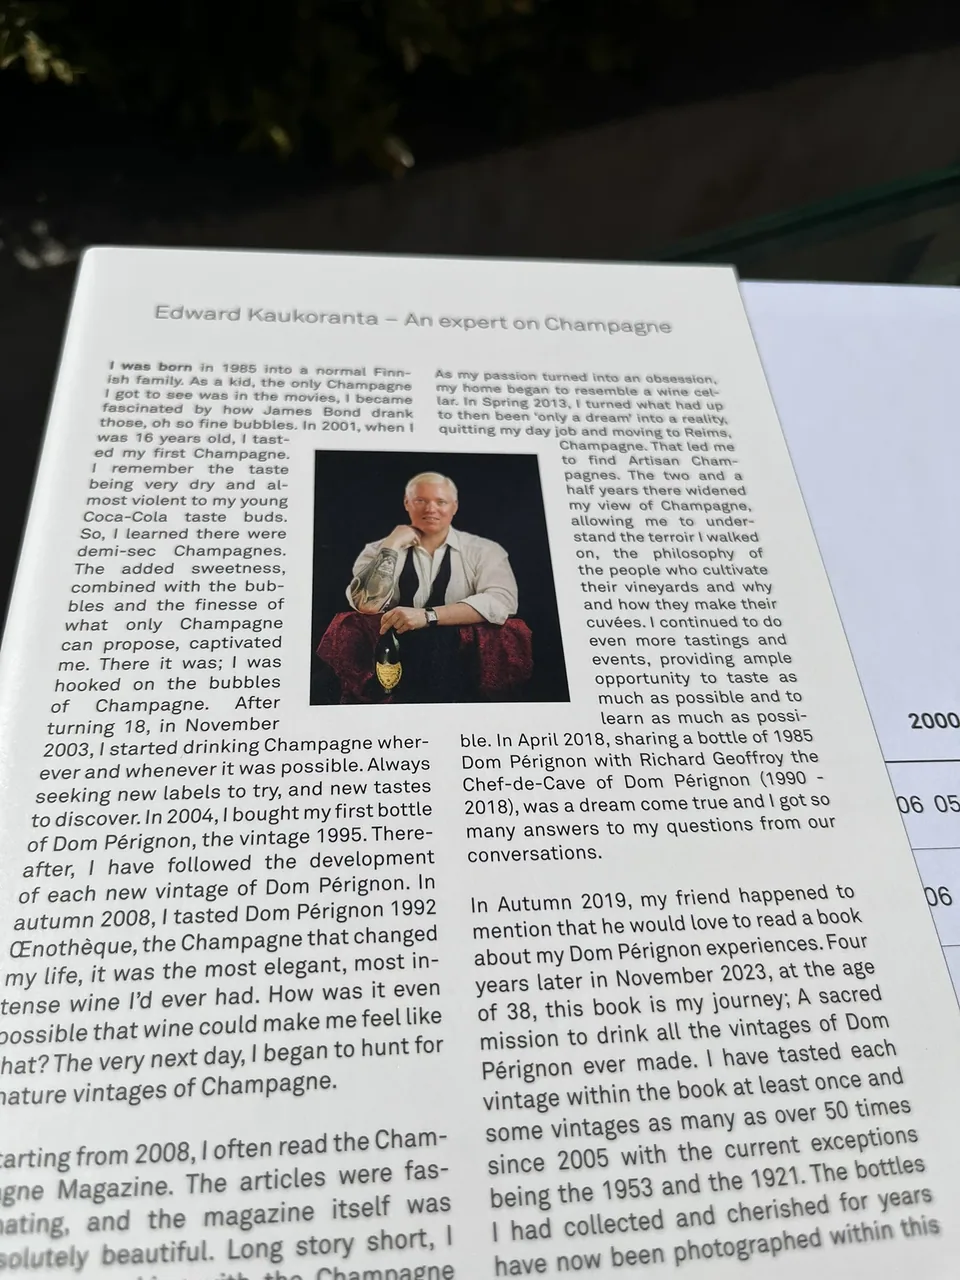 Edward Kaukoranta – An expert on Champagne
I was born in 1985 into a normal Finn-
ish family. As a kid, the only Champagne
I got to see was in the movies, I became
fascinated by how James Bond drank
those, oh so fine bubbles. In 2001, when I
was 16 years old, I tast-
ed my first Champagne.
I remember the taste
being very dry and al-
most violent to my young
Coca-Cola taste buds.
So, I learned there were
demi-sec Champagnes.
The added sweetness,
combined with the bub-
bles and the finesse of
what only Champagne
can propose, captivated
me. There it was; I was
hooked on the bubbles
of Champagne. After
turning 18, in November
2003, I started drinking Champagne wher-
ever and whenever it was possible. Always
seeking new labels to try, and new tastes
to discover. In 2004, I bought my first bottle
of Dom Pérignon, the vintage 1995. There-
after, I have followed the development
of each new vintage of Dom Pérignon. In
autumn 2008, I tasted Dom Pérignon 1992
Œnothèque, the Champagne that changed
my life, it was the most elegant, most in-
tense wine I'd ever had. How was it even
possible that wine could make me feel like
hat? The very next day, I began to hunt for
nature vintages of Champagne.
tarting from 2008, I often read the Cham-
gne Magazine. The articles were fas-
nating, and the magazine itself was
solutely beautiful. Long story short, I
with the Champagne
As my passion turned into an obsession,
my home began to resemble a wine cel-
lar. In Spring 2013, I turned what had up
to then been 'only a dream' into a reality,
quitting my day job and moving to Reims,
Champagne. That led me
to find Artisan Cham-
pagnes. The two and a
half years there widened
my view of Champagne,
allowing me to under-
stand the terroir I walked
on, the philosophy of
the people who cultivate
their vineyards and why
and how they make their
cuvées. I continued to do
even more tastings and
events, providing ample
opportunity to taste as
much as possible and to
learn as much as possi-
ble. In April 2018, sharing a bottle of 1985
Dom Pérignon with Richard Geoffroy the
Chef-de-Cave of Dom Pérignon (1990 -
2018), was a dream come true and I got so
many answers to my questions from our
conversations.
In Autumn 2019, my friend happened to
mention that he would love to read a book
about my Dom Pérignon experiences. Four
years later in November 2023, at the age
of 38, this book is my journey; A sacred
mission to drink all the vintages of Dom
Pérignon ever made. I have tasted each
vintage within the book at least once and
some vintages as many as over 50 times
since 2005 with the current exceptions
being the 1953 and the 1921. The bottles
I had collected and cherished for years
have now been photographed within this
2000
06 05
06